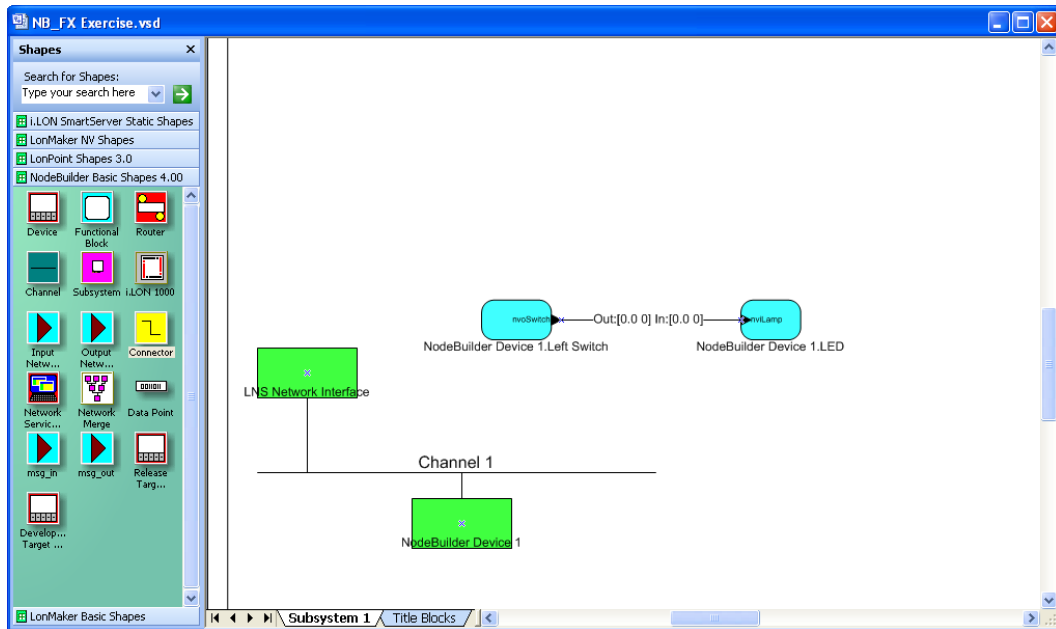 NB_FX Exercise.vsd
Shapes
Search for Shapes:
Type your search here
i.LON SmartServer Static Shapes
LonMaker NV Shapes
LonPoint Shapes 3.0
NodeBuilder Basic Shapes 4.00
Device
Functional
Block
Router
Channel
Subsystem
i.LON 1000
Input
Netw...
Output
Netw...
Connector
Network
Servic...
Network
Merge
Data Point
msg_in
msg_out
Release
Targ...
Develop...
Target ...
LonMaker Basic Shapes
nvoSwitch
Out:[0.0 0] In:[0.0 0]
nviLamp
NodeBuilder Device 1.Left Switch
NodeBuilder Device 1.LED
LNS Network Interface
Channel 1
NodeBuilder Device 1
Subsystem 1
Title Blocks